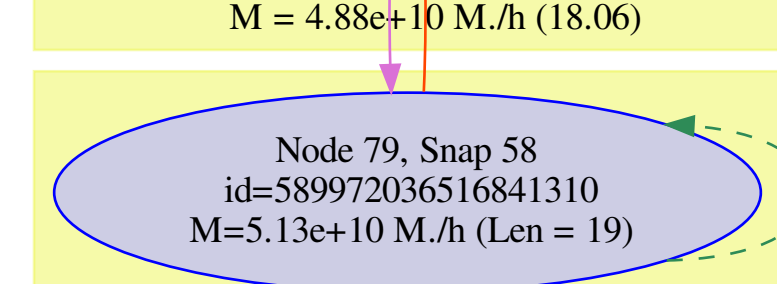 M = 4.88e+10 M./h (18.06)
Node 79, Snap 58
id=589972036516841310
M=5.13e+10 M./h (Len = 19)